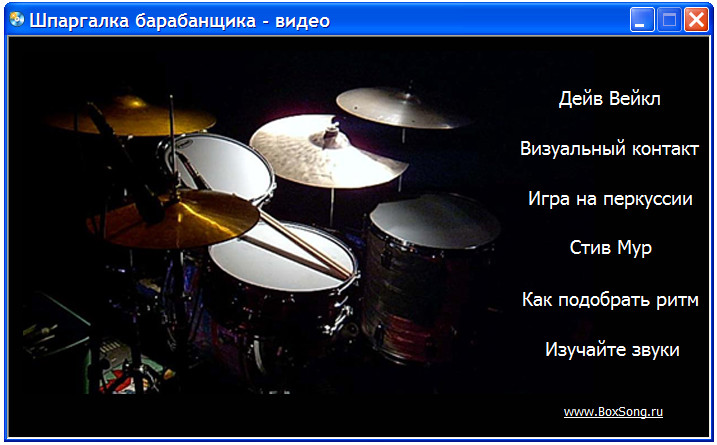 Шпаргалка барабанщика - видео
Дейв Вейкл
Визуальный контакт
Игра на перкуссии
Стив Мур
Как подобрать ритм
Изучайте звуки
www.BoxSong.ru